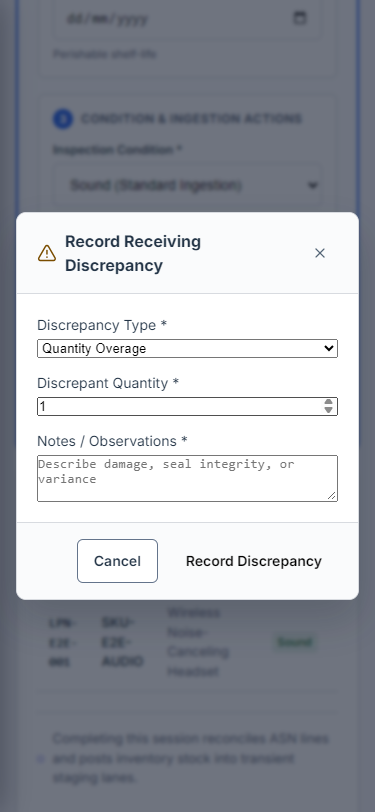 dd/mm/yyyy
Perishable shelf-life
CONDITION & INGESTION ACTIONS
Inspection Condition *
Sound (Standard Ingestion)
Record Receiving
Discrepancy
Discrepancy Type *
Quantity Overage
Discrepant Quantity *
1
Notes / Observations *
Describe damage, seal integrity, or
variance
Cancel
Record Discrepancy
LPN-
E2E-
001
SKU-
E2E-
AUDIO
Wireless
Noise-
Canceling
Headset
Sound
Completing this session reconciles ASN lines
and posts inventory stock into transient
staging lanes.